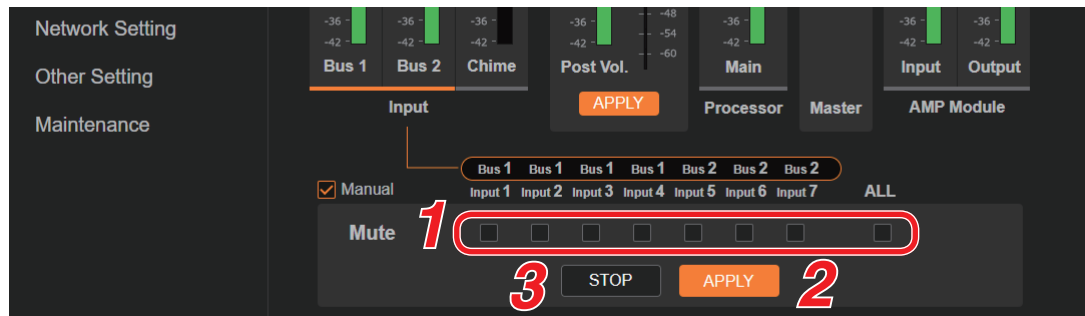 Network Setting
Other Setting
Maintenance
-36 -36 -36 -36 -48 -36 -36 -36
-42 -42 -42 -42 -54 -42 -42 -42
-60
Bus 1 Bus 2 Chime Post Vol. Main Input Output
APPLY
Input Processor Master AMP Module
Bus 1 Bus 1 Bus 1 Bus 1 Bus 2 Bus 2 Bus 2
Manual Input 1 Input 2 Input 3 Input 4 Input 5 Input 6 Input 7 ALL
Mute 1
3 STOP APPLY 2